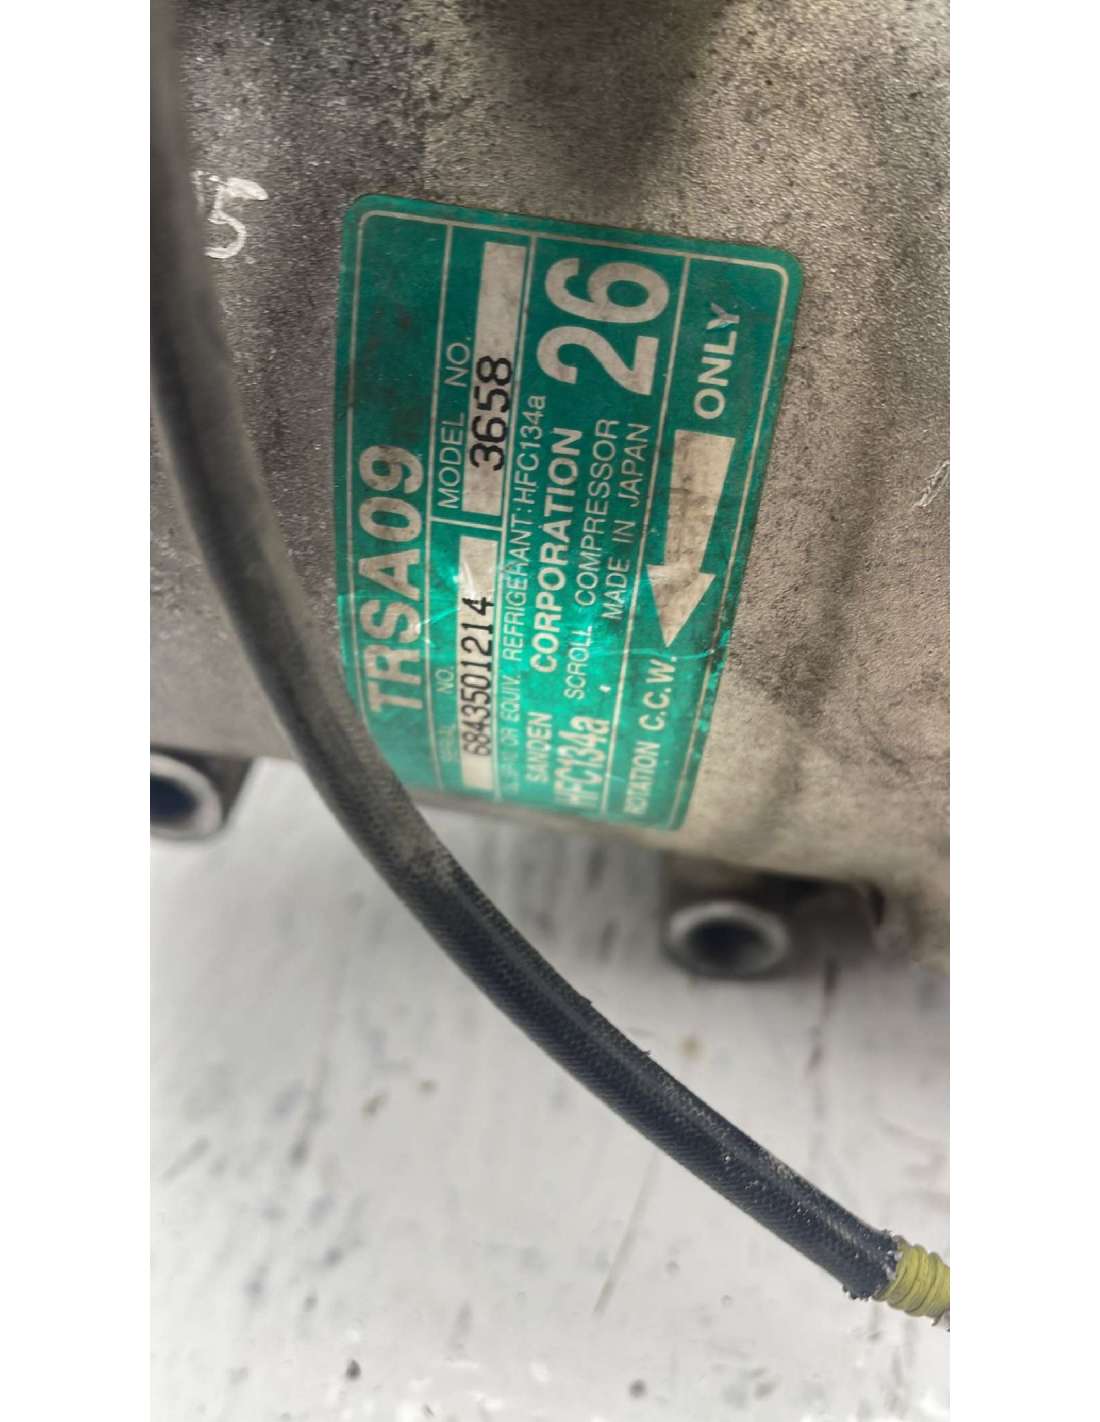 5
TRSA09
NO. MODEL NO.
6843501214 3658
OR EQUIV. REFRIGERANT:HFC134a
SANDEN CORPORATION
HFC134a SCROLL COMPRESSOR 26
MADE IN JAPAN
ROTATION C.C.W. ONLY